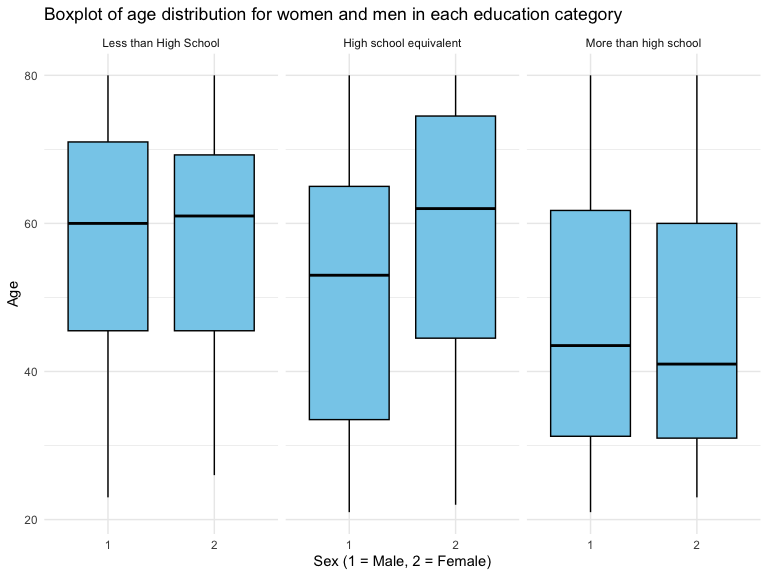 Boxplot of age distribution for women and men in each education category
Less than High School
High school equivalent
More than high school
80
60
40
20
Age
1
2
1
2
1
2
Sex (1 = Male, 2 = Female)